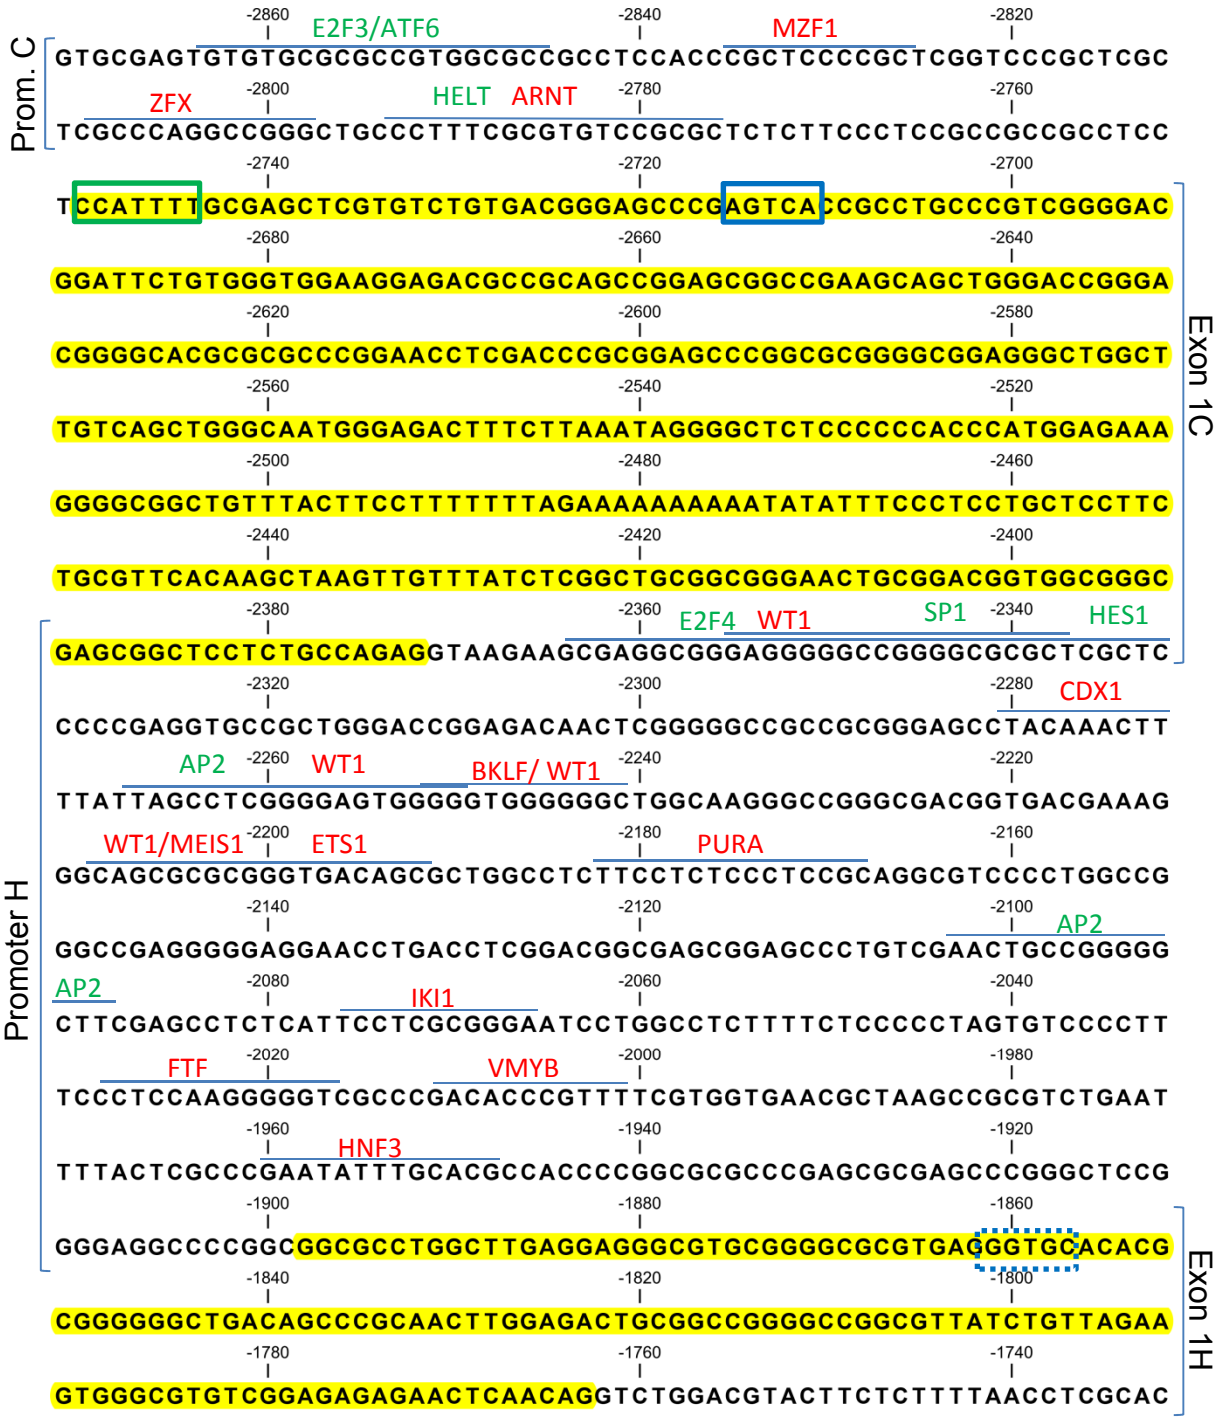 -2860 -2840 -2820
E2F3/ATF6 MZF1
GTGCGAGTGTGTGCGCGCCGTGGCGCCGCCTCCACCCGCTCCCCGCTCGGTCCCGCTCGC
Prom. C
-2800 -2780 -2760
ZFX HELT ARNT
TCGCCCAGGCCGGGCTGCCCTTTCGCGTGTCCGCGCTCTCTTCCCTCCGCCGCCGCCTCC
-2740 -2720 -2700
TCCATTTTGCGAGCTCGTGTCTGTGACGGGAGCCCGAGTCACCGCCTGCCCGTCGGGGAC
-2680 -2660 -2640
GGATTCTGTGGGTGGAAGGAGACGCCGCAGCCGGAGCGGCCGAAGCAGCTGGGACCGGGA
-2620 -2600 -2580
CGGGGCACGCGCGCCCGGAACCTCGACCCGCGGAGCCCGGCGCGGGGCGGAGGGCTGGCT
Exon 1C
-2560 -2540 -2520
TGTCAGCTGGGCAATGGGAGACTTTCTTAAATAGGGGCTCTCCCCCCACCCATGGAGAAA
-2500 -2480 -2460
GGGGCGGCTGTTTACTTCCTTTTTTTAGAAAAAAAAAATATATTTCCCTCCTGCTCCTTC
-2440 -2420 -2400
TGCGTTCACAAGCTAAGTTGTTTATCTCGGCTGCGGCGGGAACTGCGGACGGTGGCGGGC
-2380 -2360 -2340
E2F4 WT1 SP1 HES1
GAGCGGCTCCTCTGCCAGAGGTAAGAAGCGAGGCGGGAGGGGGCCGGGGCGCGCTCGCTC
-2320 -2300 -2280
CDX1
CCCCGAGGTGCCGCTGGGACCGGAGACAACTCGGGGGCCGCCGCGGGAGCCTACAAACTT
-2260 -2240 -2220
AP2 WT1 BKLF/ WT1
TTATTAGCCTCGGGGAGTGGGGGTGGGGGGCTGGCAAGGGCCGGGCGACGGTGACGAAAG
-2200 -2180 -2160
WT1/MEIS1 ETS1 PURA
GGCAGCGCGCGGGTGACAGCGCTGGCCTCTTCCTCTCCCTCCGCAGGCGTCCCCTGGCCG
Promoter H
-2140 -2120 -2100
AP2
GGCCGAGGGGGAGGAACCTGACCTCGGACGGCGAGCGGAGCCCTGTCGAACTGCCGGGGG
-2080 -2060 -2040
AP2 IKI1
CTTCGAGCCTCTCATTCCTCGCGGGAATCCTGGCCTCTTTTCTCCCCCTAGTGTCCCCTT
-2020 -2000 -1980
FTF VMYB
TCCCTCCAAGGGGGTCGCCCGACACCCGTTTTCGTGGTGAACGCTAAGCCGCGTCTGAAT
-1960 -1940 -1920
HNF3
TTTACTCGCCCGAATATTTGCACGCCACCCCGGCGCGCCCGAGCGCGAGCCCGGGCTCCG
-1900 -1880 -1860
GGGAGGCCCCGGCGGCGCCTGGCTTGAGGAGGGCGTGCGGGGCGCGTGAGGGTGCACACG
Exon 1H
-1840 -1820 -1800
CGGGGGGCTGACAGCCCGCAACTTGGAGACTGCGGCCGGGGCCGGCGTTATCTGTTAGAA
-1780 -1760 -1740
GTGGGCGTGTCGGAGAGAGAACTCAACAGGTCTGGACGTACTTCTCTTTTAACCTCGCAC